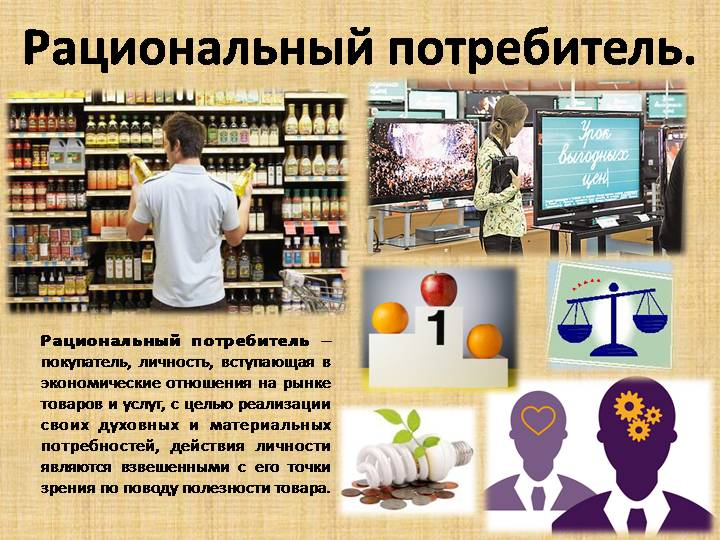 Рациональный потребитель.
Урок
выгодных
цен
1
Рациональный потребитель –
покупатель, личность, вступающая в
экономические отношения на рынке
товаров и услуг, с целью реализации
своих духовных и материальных
потребностей, действия личности
являются взвешенными с его точки
зрения по поводу полезности товара.